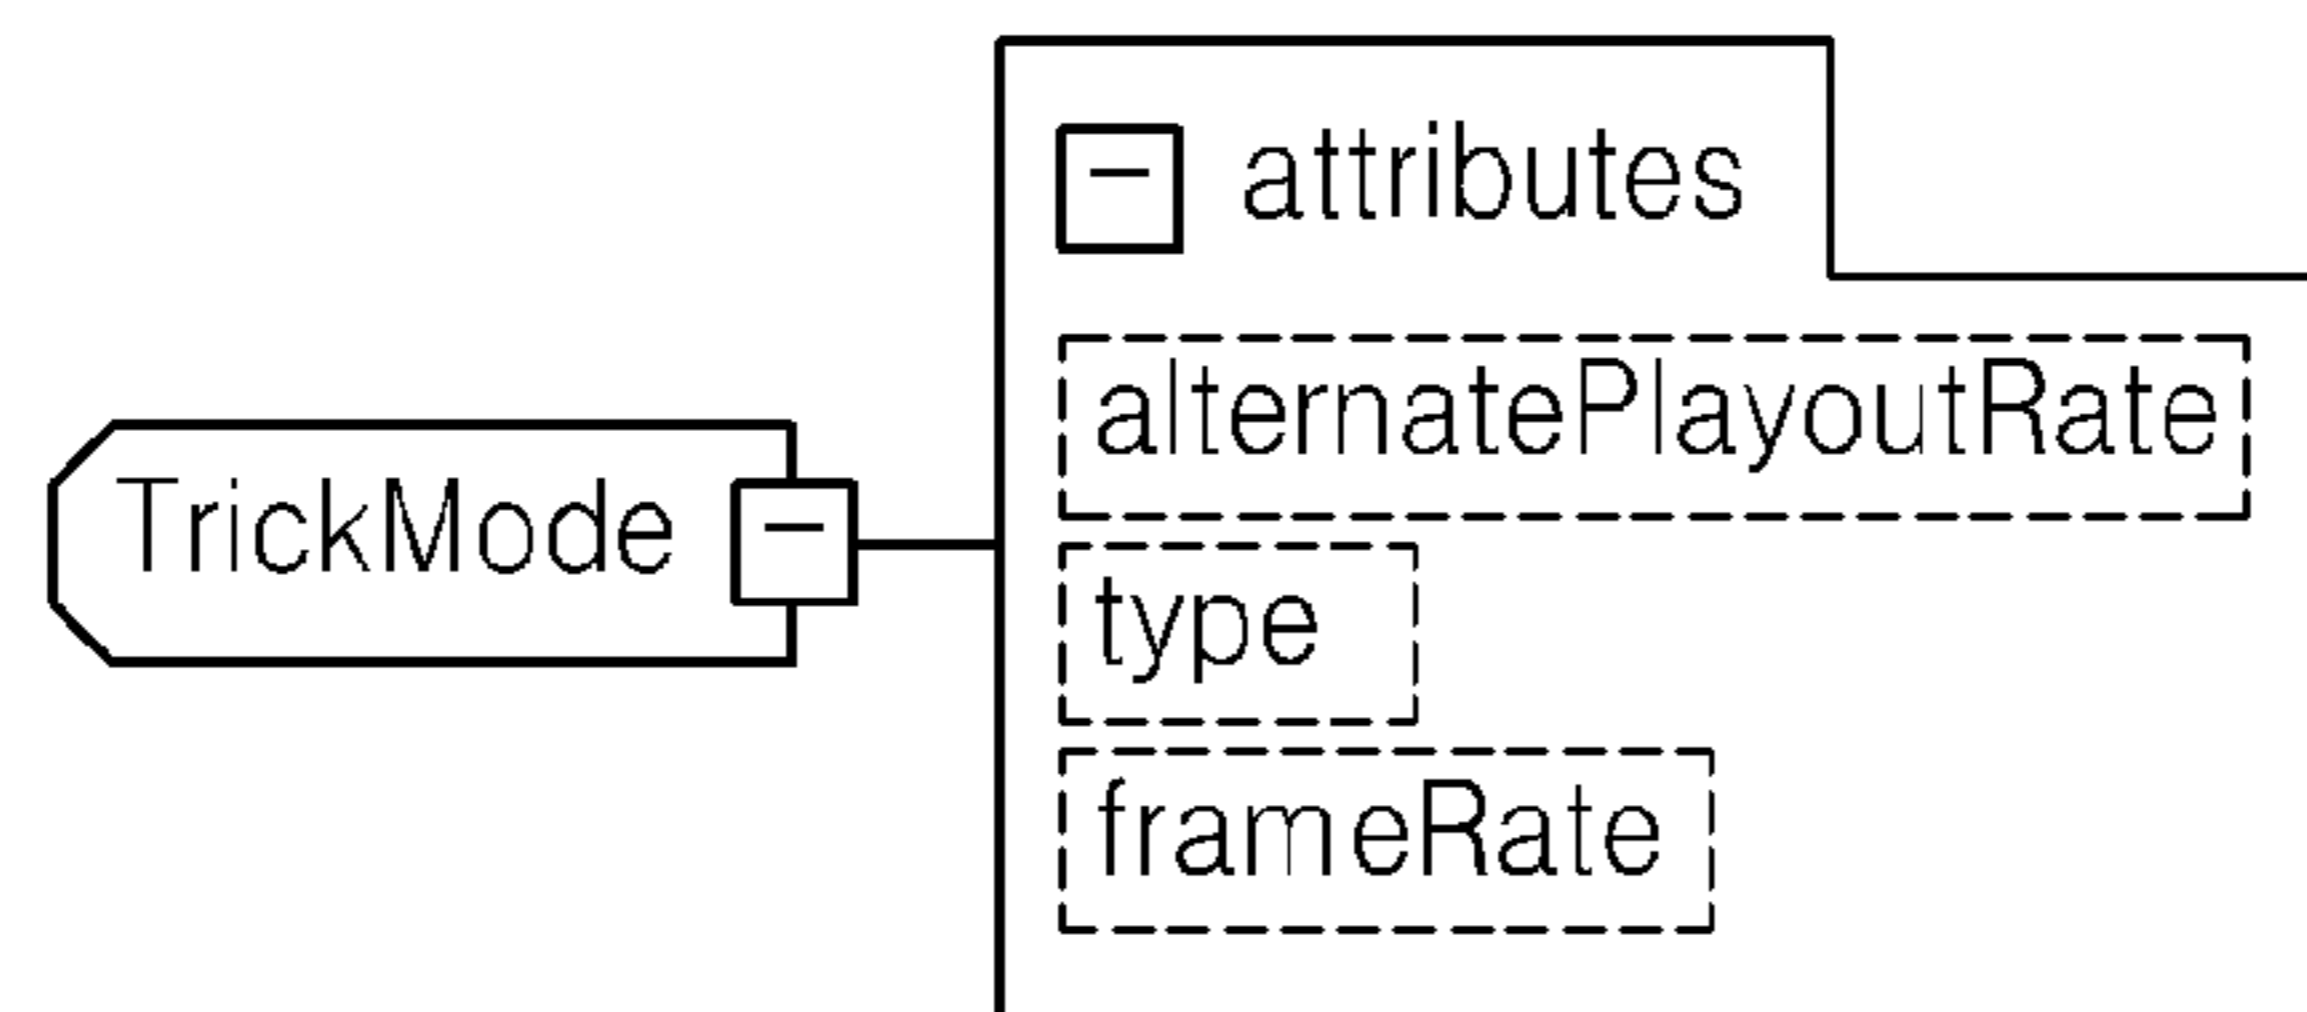 attributes
alternatePlayoutRate
TrickMode
type
frameRate